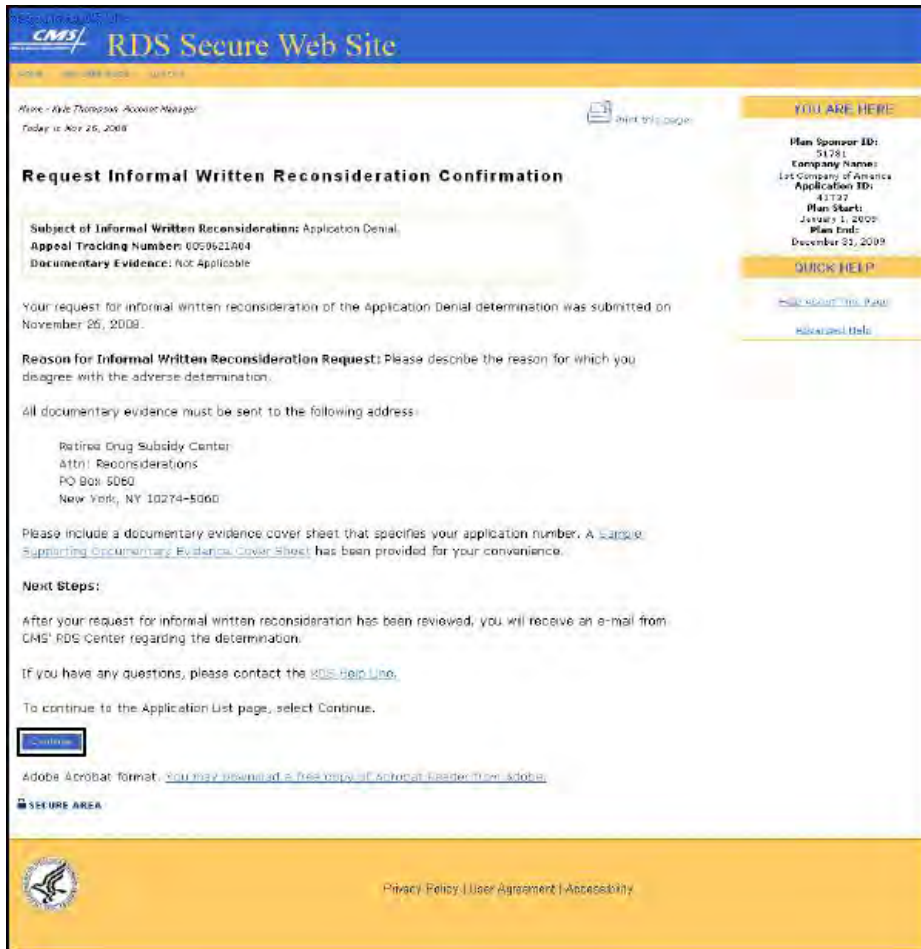 CMS/ RDS Secure Web Site
Name - Kyle Thompson Account Manager
Today is Nov 26, 2008
Print this page
Request Informal Written Reconsideration Confirmation
Subject of Informal Written Reconsideration: Application Denial
Appeal Tracking Number:
Documentary Evidence: Not Applicable
Your request for informal written reconsideration of the Application Denial determination was submitted on
November 26, 2008.
Reason for Informal Written Reconsideration Request: Please describe the reason for which you
disagree with the adverse determination.
All documentary evidence must be sent to the following address:
Retiree Drug Subsidy Center
Attn: Reconsiderations
PO Box 5060
New York, NY 10274-5060
Please include a documentary evidence cover sheet that specifies your application number. A Sample
Supporting Documentary Evidence Cover Sheet has been provided for your convenience.
Next Steps:
After your request for informal written reconsideration has been reviewed, you will receive an e-mail from
CMS' RDS Center regarding the determination.
If you have any questions, please contact the RDS Help Line.
To continue to the Application List page, select Continue.
Continue
Adobe Acrobat format. You may download a free copy of Acrobat Reader from Adobe.
SECURE AREA
YOU ARE HERE
Plan Sponsor ID:
51781
Company Name:
1st Company of America
Application ID:
Plan Start:
January 1, 2009
Plan End:
December 31, 2009
QUICK HELP
Help About This Page
Advanced Help
Privacy Policy | User Agreement | Accessibility